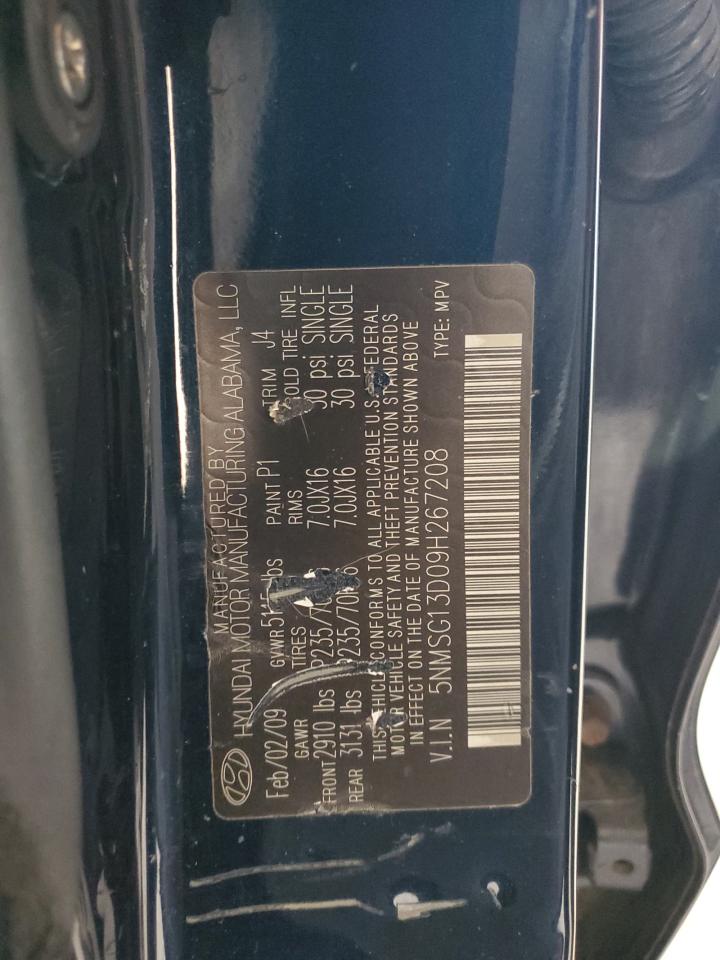 MANUFACTURED BY
HYUNDAI MOTOR MANUFACTURING ALABAMA, LLC
Feb/02/09 GVWR lbs PAINT P1 TRIM J4
GAWR TIRES RIMS COLD TIRE INFL
FRONT 2910 lbs 7.0JX16 30 psi SINGLE
REAR 3131 lbs 7.0JX16 30 psi SINGLE
THIS VEHICLE CONFORMS TO ALL APPLICABLE U.S. FEDERAL
MOTOR VEHICLE SAFETY AND THEFT PREVENTION STANDARDS
IN EFFECT ON THE DATE OF MANUFACTURE SHOWN ABOVE
V.I.N 5NMSG13D09H267208 TYPE: MPV